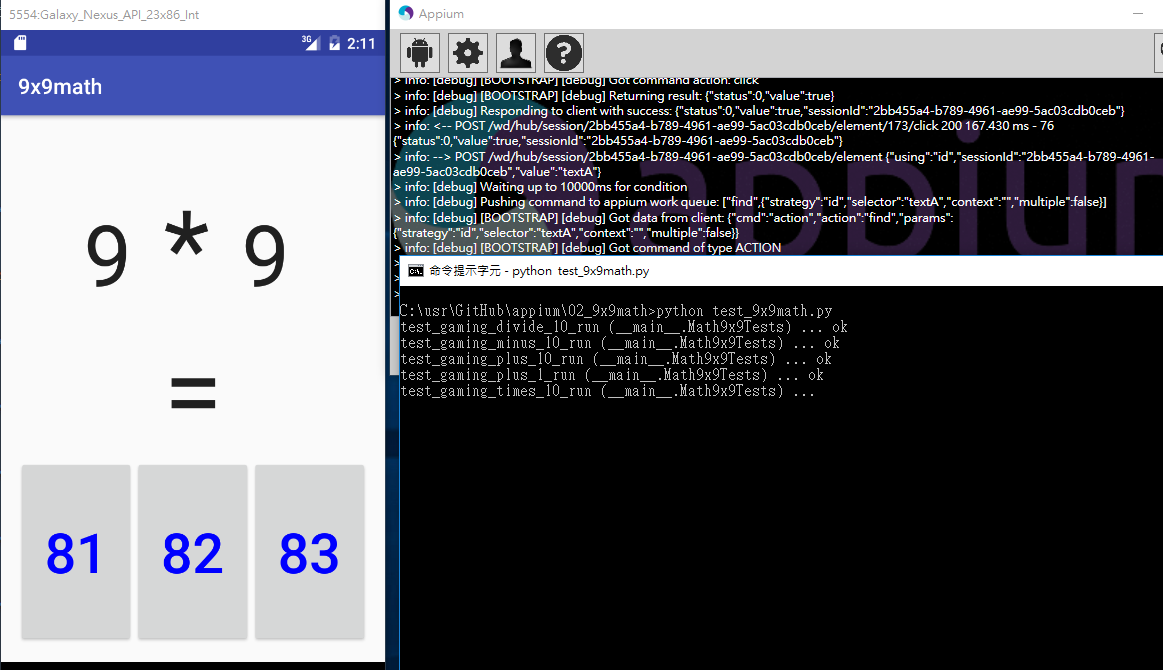 5554:Galaxy_Nexus_API_23x86_Int
3G 2:11
9x9math
9 * 9
=
81 82 83
Appium
> info: [debug] [BOOTSTRAP] [debug] Got command action: click
> info: [debug] [BOOTSTRAP] [debug] Returning result: {"status":0,"value":true}
> info: [debug] Responding to client with success: {"status":0,"value":true,"sessionId":"2bb455a4-b789-4961-ae99-5ac03cdb0ceb"}
> info: <-- POST /wd/hub/session/2bb455a4-b789-4961-ae99-5ac03cdb0ceb/element/173/click 200 167.430 ms - 76
{"status":0,"value":true,"sessionId":"2bb455a4-b789-4961-ae99-5ac03cdb0ceb"}
> info: --> POST /wd/hub/session/2bb455a4-b789-4961-ae99-5ac03cdb0ceb/element {"using":"id","sessionId":"2bb455a4-b789-4961-
ae99-5ac03cdb0ceb","value":"textA"}
> info: [debug] Waiting up to 10000ms for condition
> info: [debug] Pushing command to appium work queue: ["find",{"strategy":"id","selector":"textA","context":"","multiple":false}]
> info: [debug] [BOOTSTRAP] [debug] Got data from client: {"cmd":"action","action":"find","params":
{"strategy":"id","selector":"textA","context":"","multiple":false}}
> info: [debug] [BOOTSTRAP] [debug] Got command of type ACTION
>
>
>
appium
命令提示字元 - python test_9x9math.py
C:\usr\GitHub\appium\02_9x9math>python test_9x9math.py
test_gaming_divide_10_run (__main__.Math9x9Tests) ... ok
test_gaming_minus_10_run (__main__.Math9x9Tests) ... ok
test_gaming_plus_10_run (__main__.Math9x9Tests) ... ok
test_gaming_plus_1_run (__main__.Math9x9Tests) ... ok
test_gaming_times_10_run (__main__.Math9x9Tests) ...